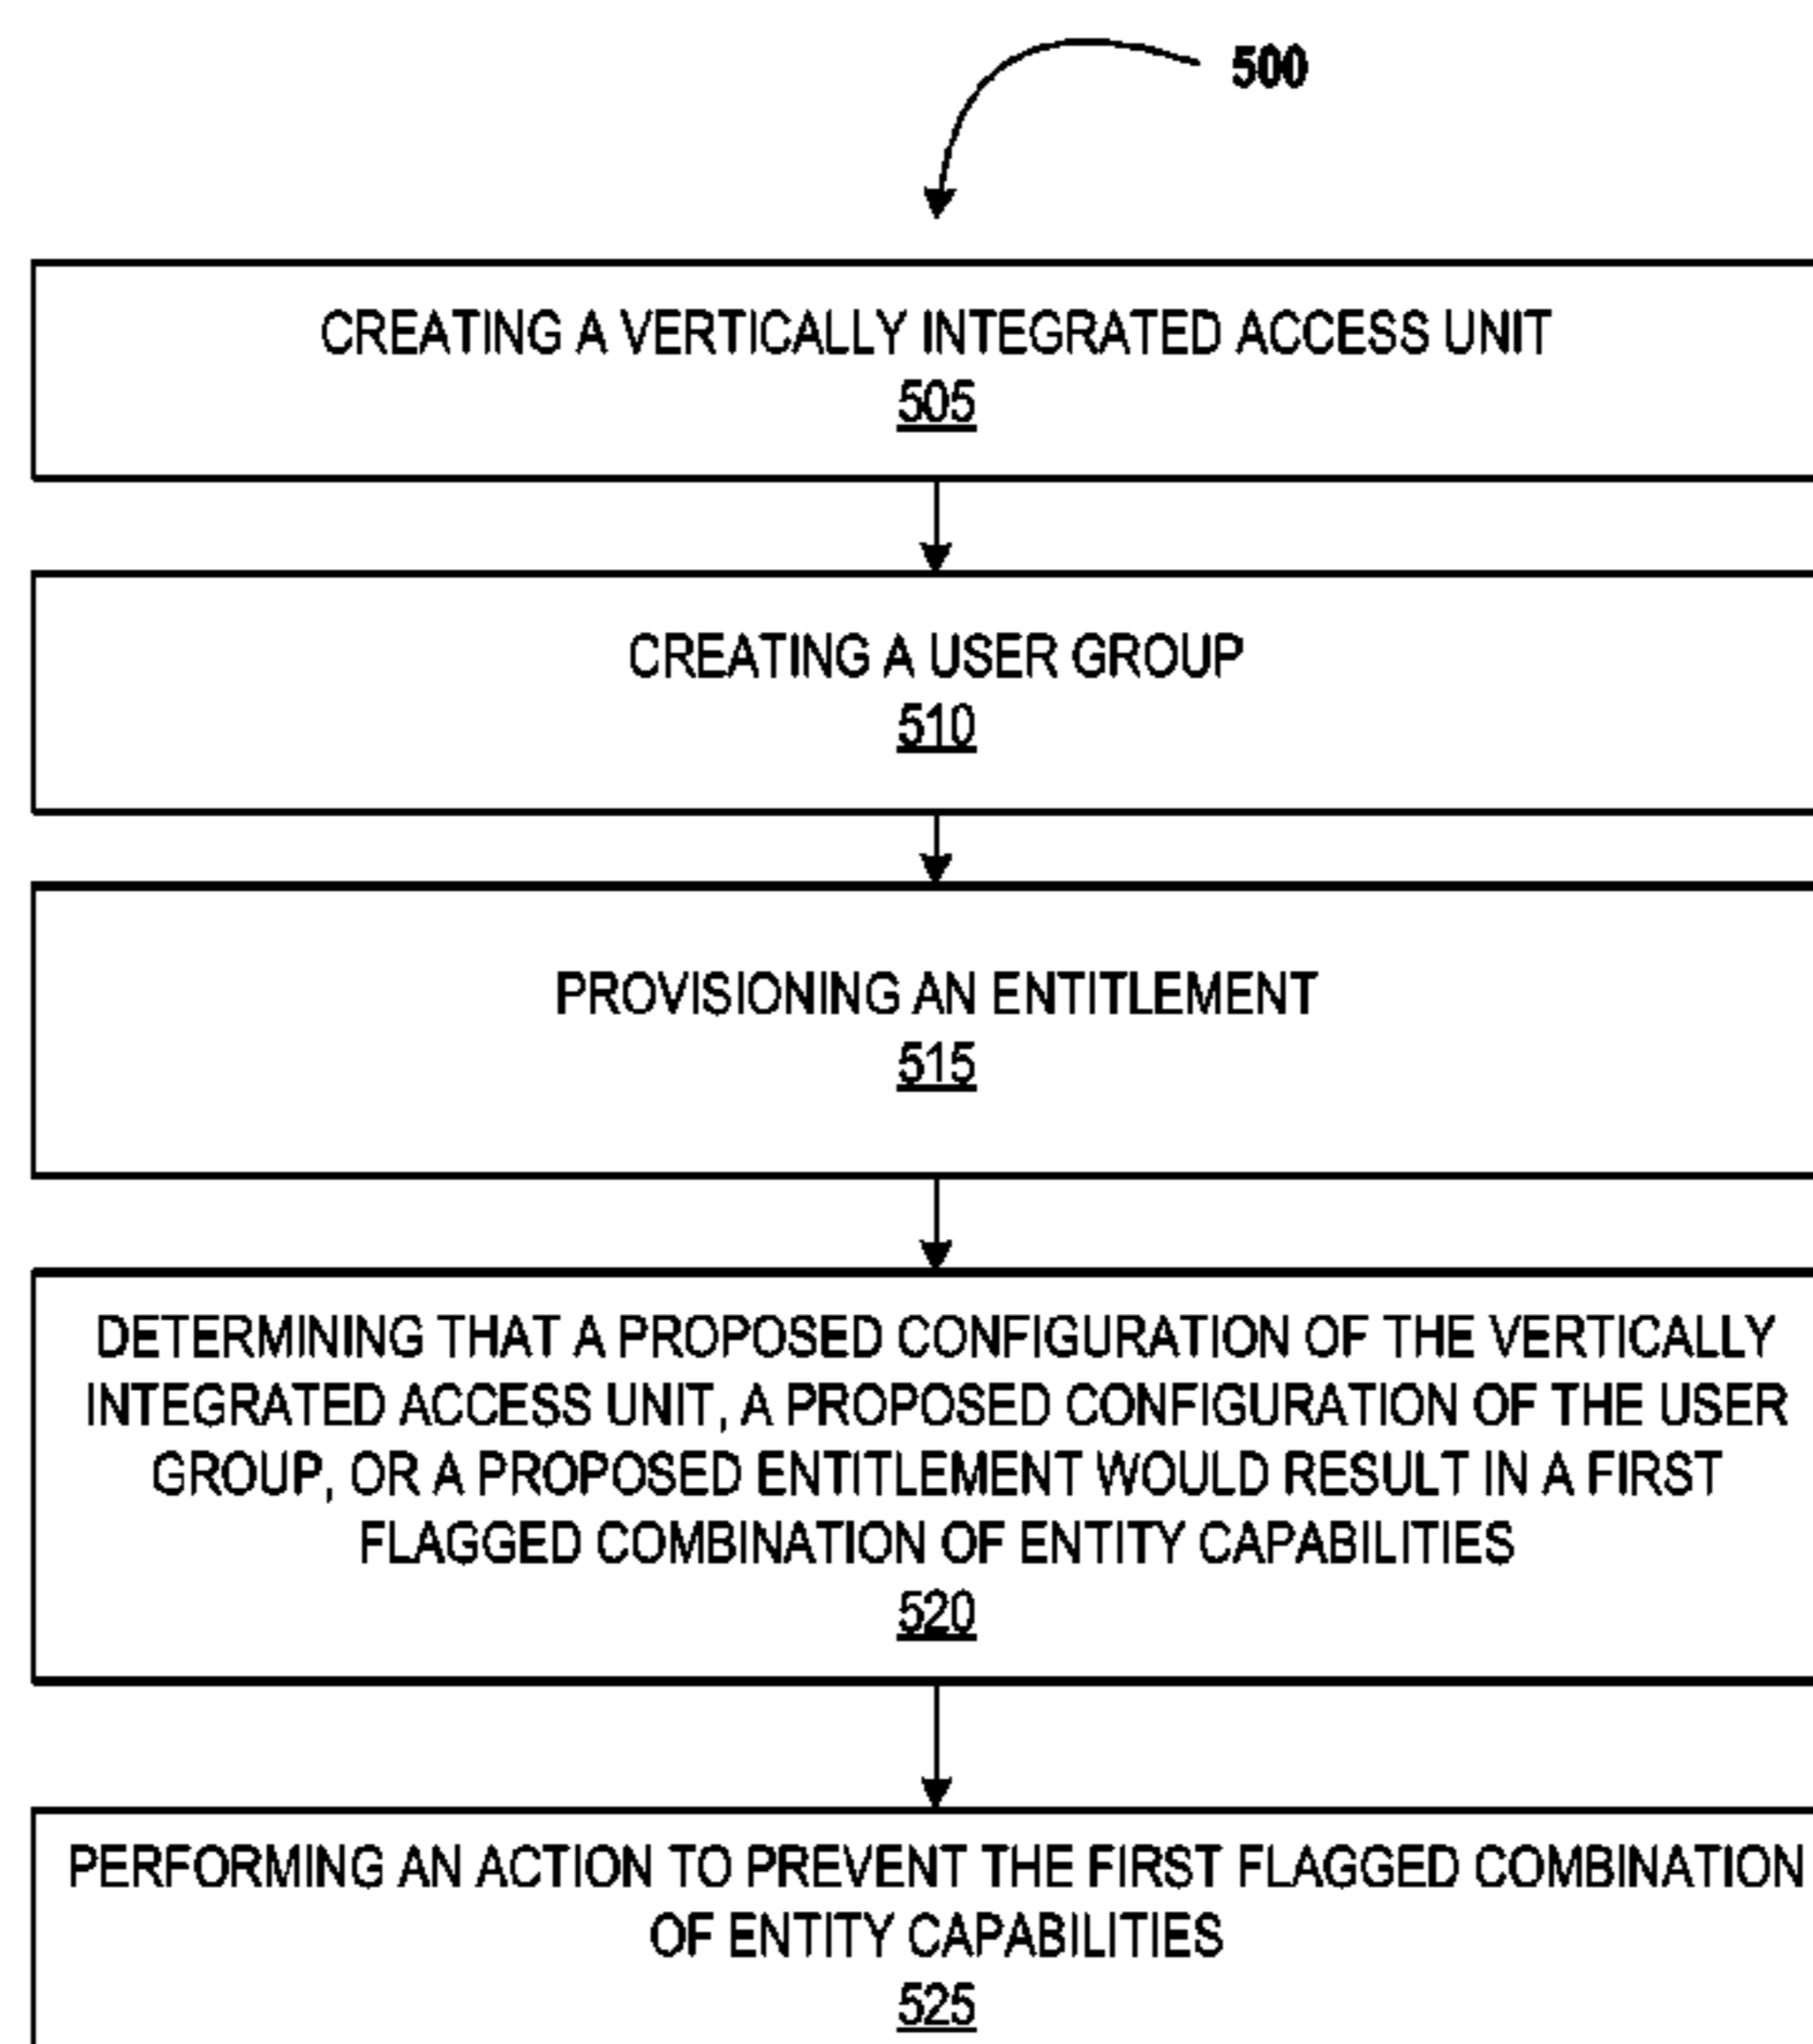 500
CREATING A VERTICALLY INTEGRATED ACCESS UNIT
505
CREATING A USER GROUP
510
PROVISIONING AN ENTITLEMENT
515
DETERMINING THAT A PROPOSED CONFIGURATION OF THE VERTICALLY
INTEGRATED ACCESS UNIT, A PROPOSED CONFIGURATION OF THE USER
GROUP, OR A PROPOSED ENTITLEMENT WOULD RESULT IN A FIRST
FLAGGED COMBINATION OF ENTITY CAPABILITIES
520
PERFORMING AN ACTION TO PREVENT THE FIRST FLAGGED COMBINATION
OF ENTITY CAPABILITIES
525